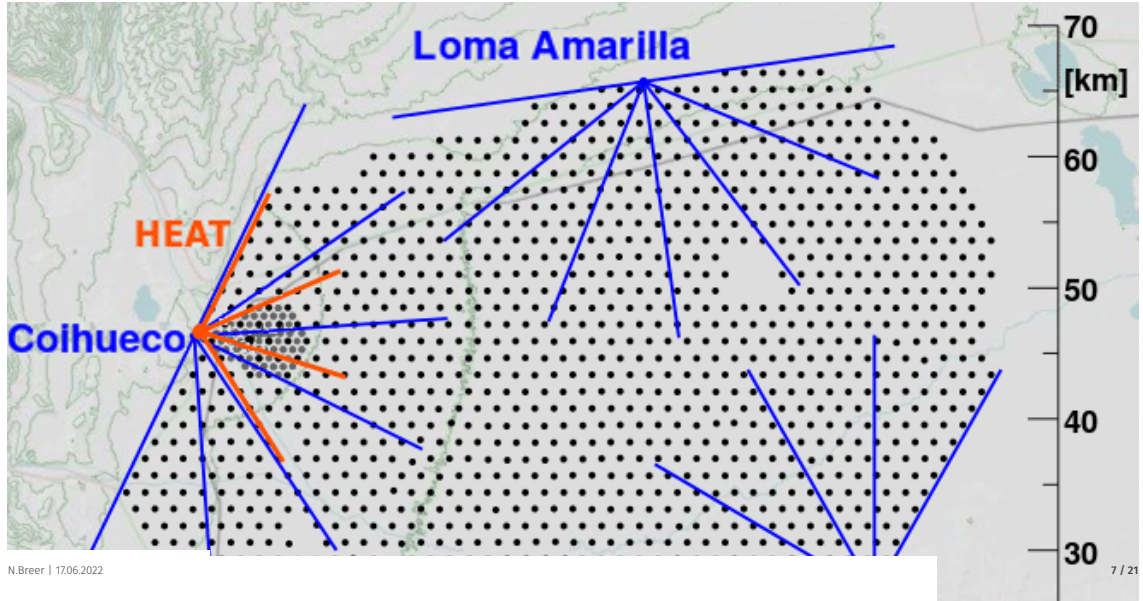 70
Loma Amarilla
[km]
60
HEAT
50
Coihueco
40
30
N.Breer | 17.06.2022
7 / 21